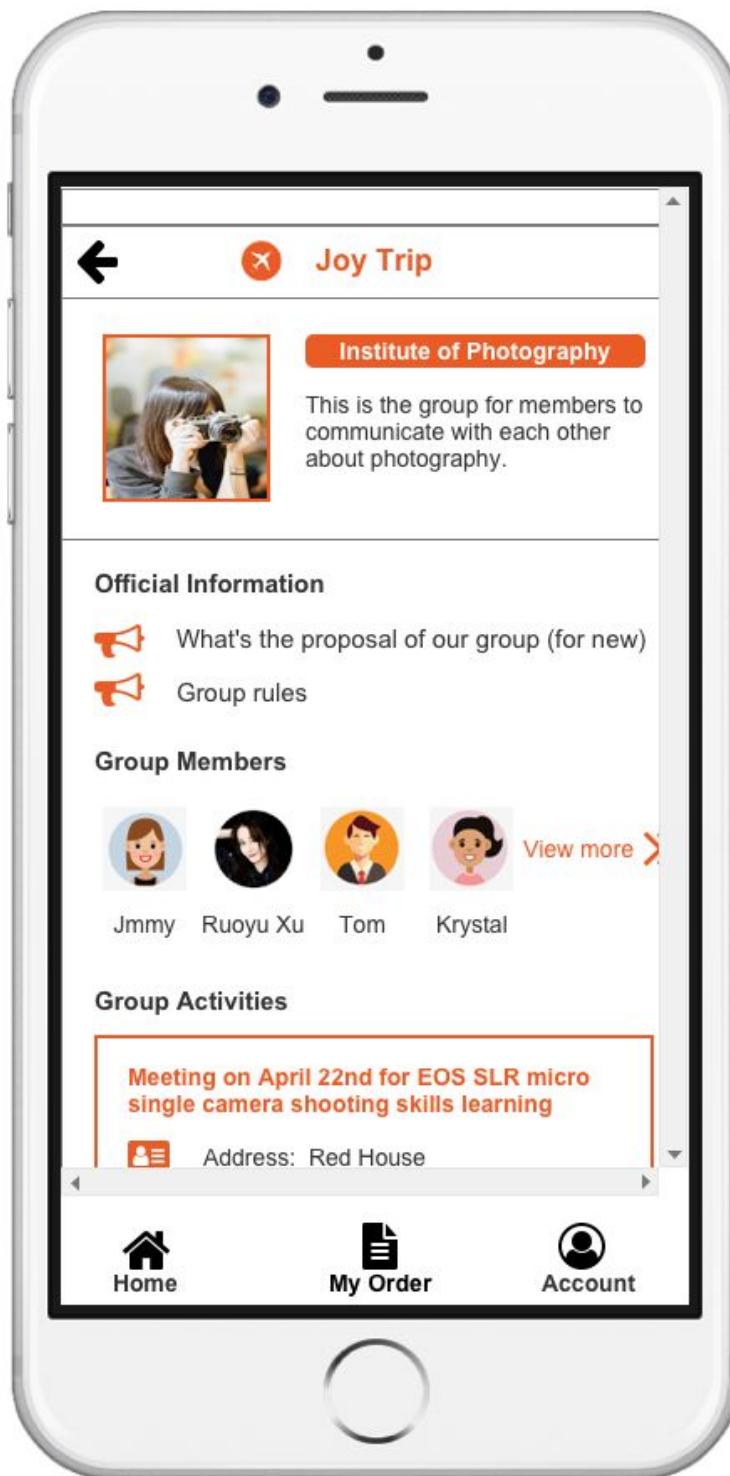 Joy Trip
Institute of Photography
This is the group for members to
communicate with each other
about photography.
Official Information
What's the proposal of our group (for new)
Group rules
Group Members
View more
Jmmy Ruoyu Xu Tom Krystal
Group Activities
Meeting on April 22nd for EOS SLR micro
single camera shooting skills learning
Address: Red House
Home My Order Account